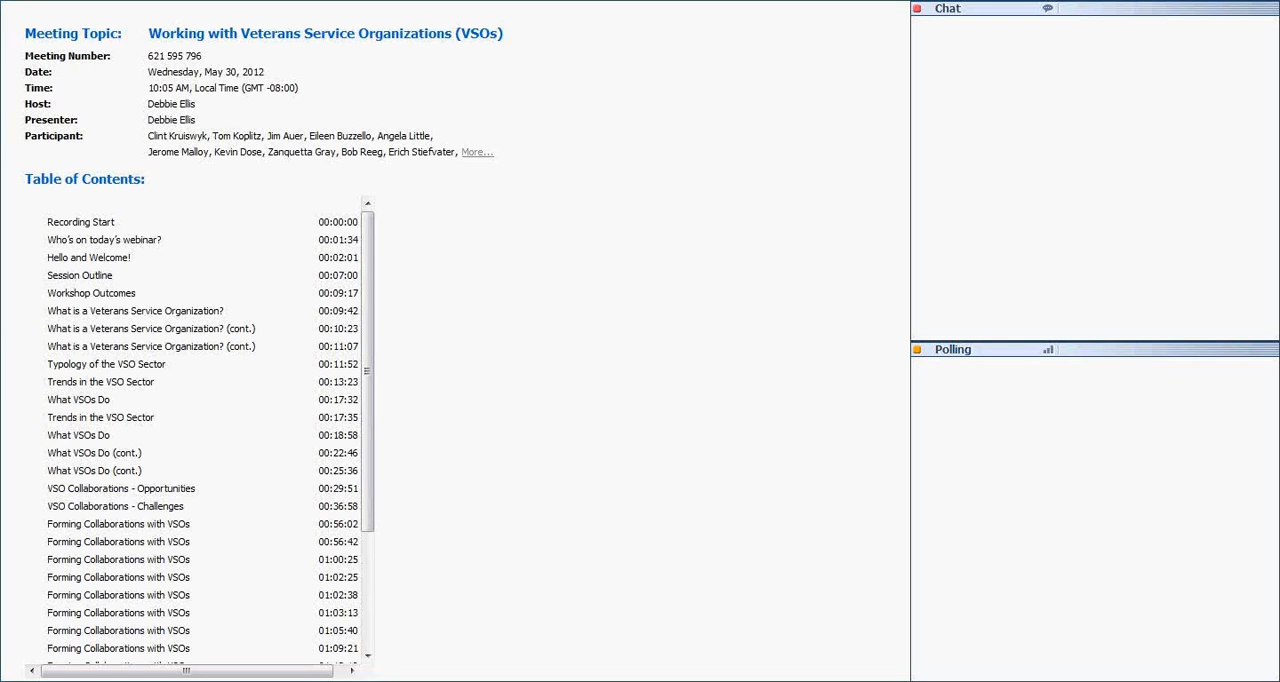 Meeting Topic: Working with Veterans Service Organizations (VSOs)
Meeting Number: 621 595 796
Date: Wednesday, May 30, 2012
Time: 10:05 AM, Local Time (GMT -08:00)
Host: Debbie Ellis
Presenter: Debbie Ellis
Participant: Clint Kruiswyk, Tom Koplitz, Jim Auer, Eileen Buzzello, Angela Little,
Jerome Malloy, Kevin Dose, Zanquetta Gray, Bob Reeg, Erich Stiefvater, More...
Table of Contents:
Recording Start 00:00:00
Who's on today's webinar? 00:01:34
Hello and Welcome! 00:02:01
Session Outline 00:07:00
Workshop Outcomes 00:09:17
What is a Veterans Service Organization? 00:09:42
What is a Veterans Service Organization? (cont.) 00:10:23
What is a Veterans Service Organization? (cont.) 00:11:07
Typology of the VSO Sector 00:11:52
Trends in the VSO Sector 00:13:23
What VSOs Do 00:17:32
Trends in the VSO Sector 00:17:35
What VSOs Do 00:18:58
What VSOs Do (cont.) 00:22:46
What VSOs Do (cont.) 00:25:36
VSO Collaborations - Opportunities 00:29:51
VSO Collaborations - Challenges 00:36:58
Forming Collaborations with VSOs 00:56:02
Forming Collaborations with VSOs 00:56:42
Forming Collaborations with VSOs 01:00:25
Forming Collaborations with VSOs 01:02:25
Forming Collaborations with VSOs 01:02:38
Forming Collaborations with VSOs 01:03:13
Forming Collaborations with VSOs 01:05:40
Forming Collaborations with VSOs 01:09:21
Chat
Polling